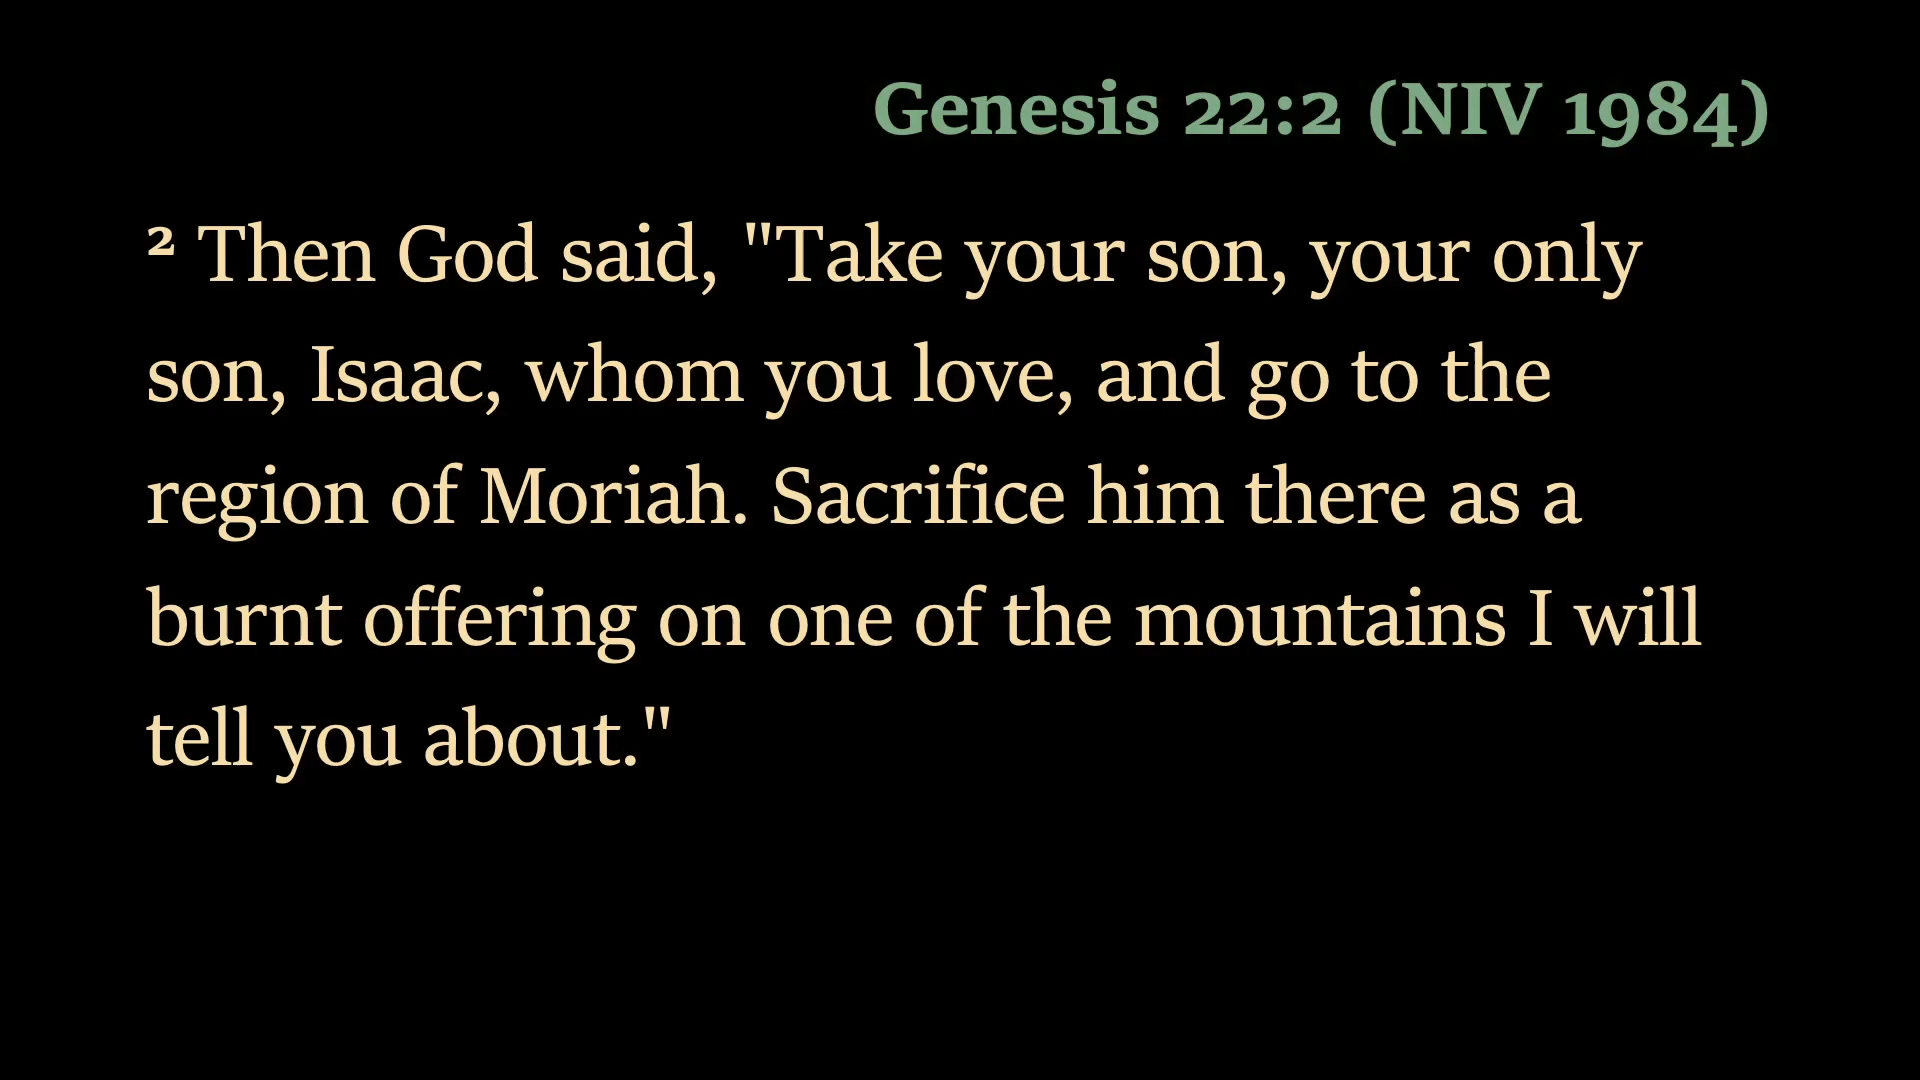 Genesis 22:2 (NIV 1984)
² Then God said, "Take your son, your only
son, Isaac, whom you love, and go to the
region of Moriah. Sacrifice him there as a
burnt offering on one of the mountains I will
tell you about."